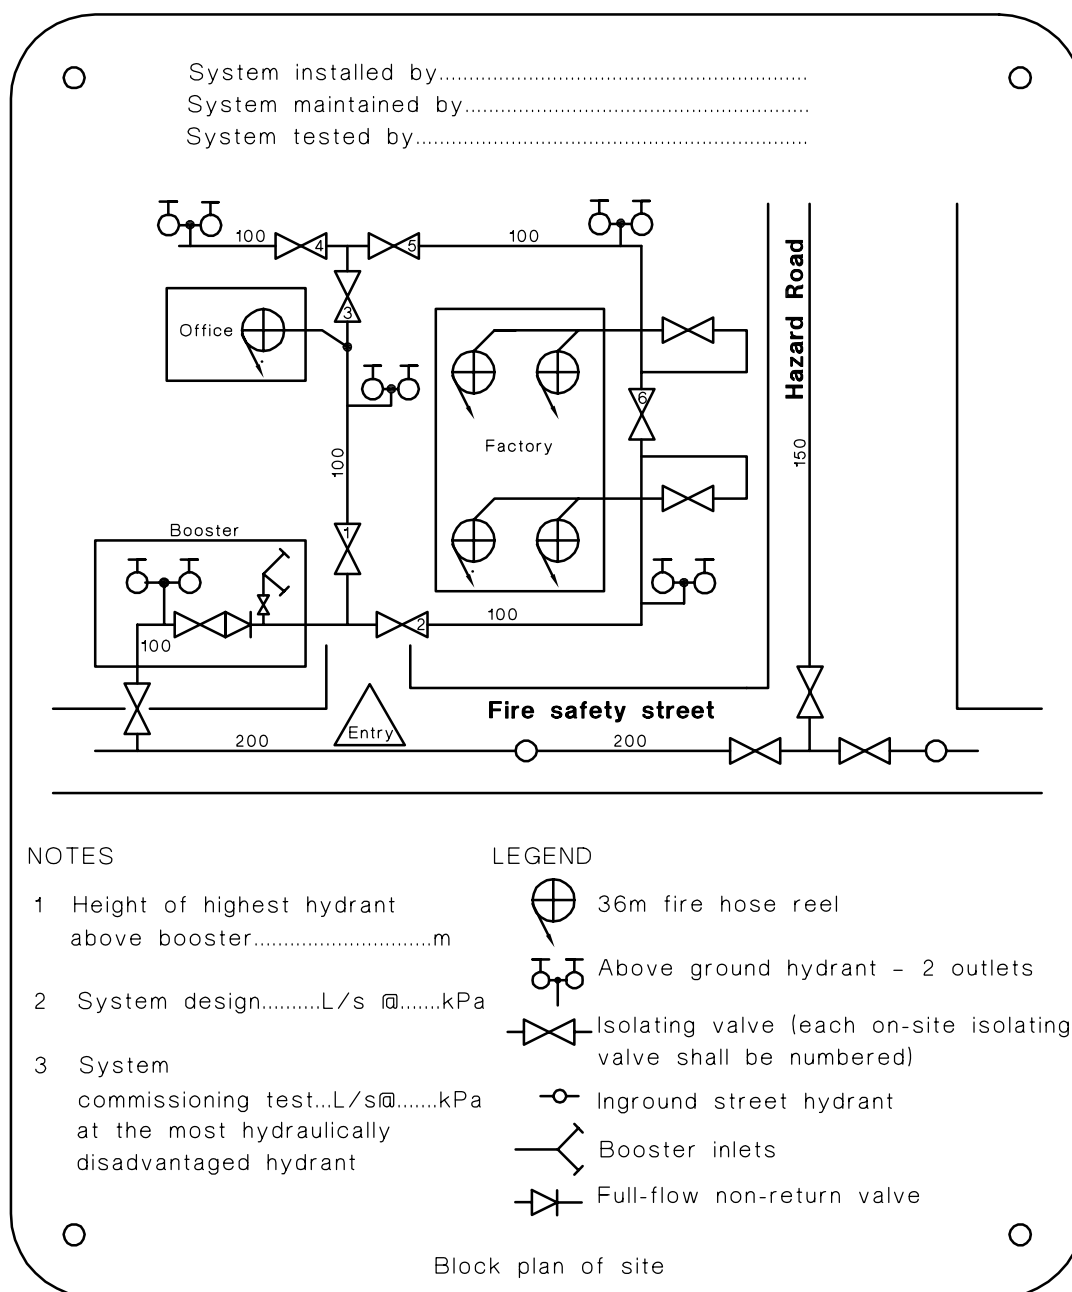 System installed by..............................................................
System maintained by..........................................................
System tested by..................................................................
100
4
5
100
3
Office
Hazard Road
6
Factory
150
100
1
Booster
100
2
100
Fire safety street
Entry
200
200
NOTES
1 Height of highest hydrant
above booster..............................m
2 System design..........L/s @.......kPa
3 System
commissioning test...L/s@.......kPa
at the most hydraulically
disadvantaged hydrant
LEGEND
36m fire hose reel
Above ground hydrant - 2 outlets
Isolating valve (each on-site isolating
valve shall be numbered)
Inground street hydrant
Booster inlets
Full-flow non-return valve
Block plan of site